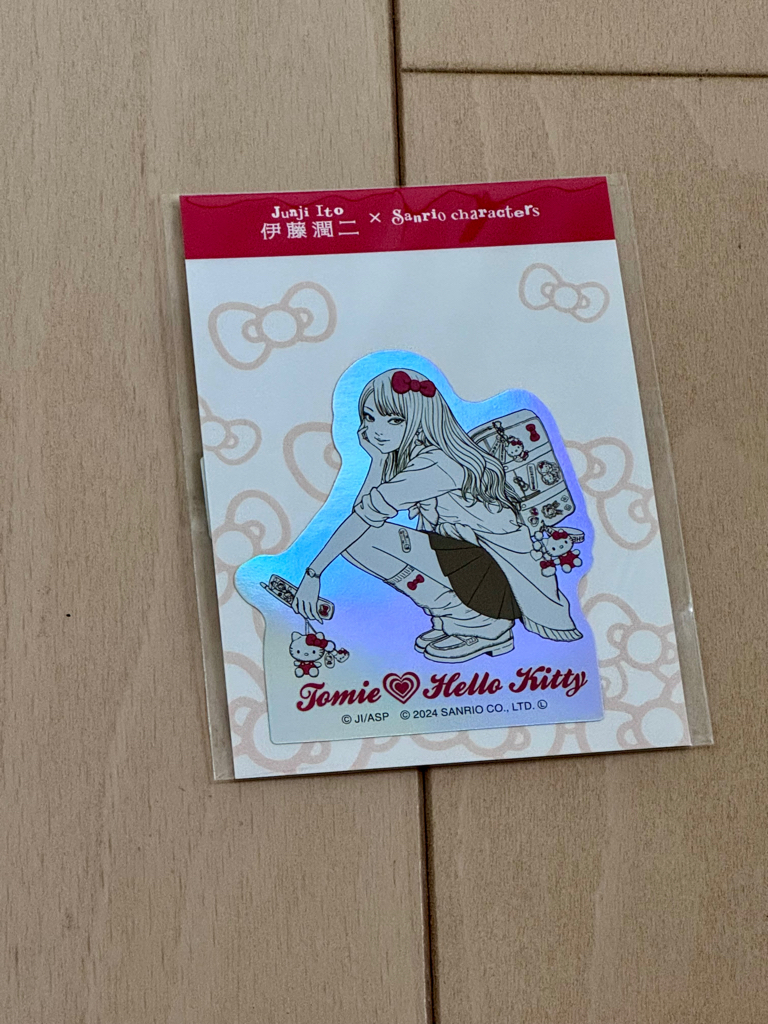 Junji Ito
伊藤潤二 × Sanrio characters
Tomie Hello Kitty
© JI/ASP © 2024 SANRIO CO., LTD. Ⓛ